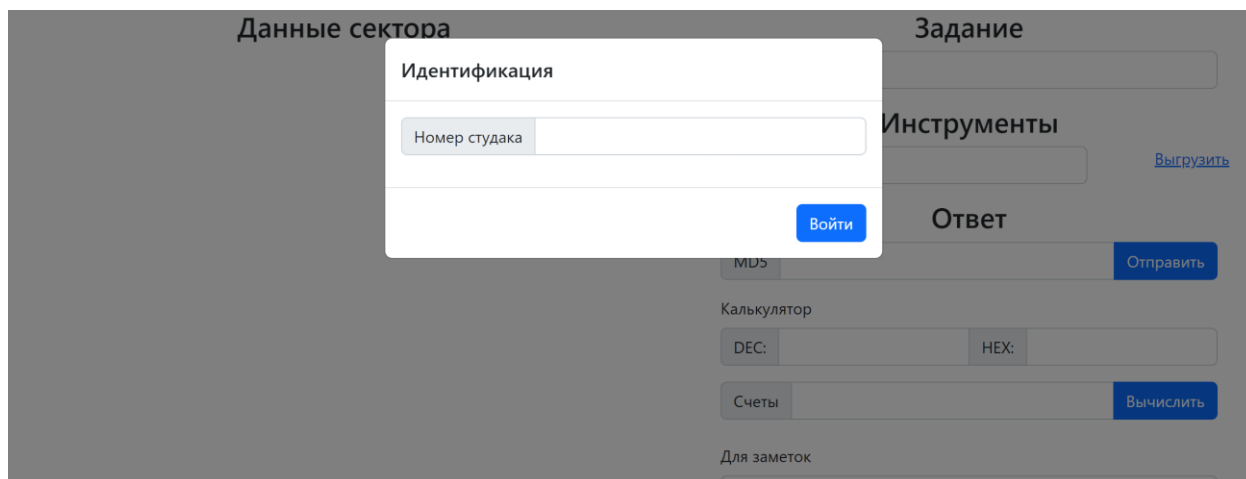 Данные сектора
Задание
Идентификация
Номер студака
Войти
Инструменты
Выгрузить
Ответ
MD5
Отправить
Калькулятор
DEC:
HEX:
Счеты
Вычислить
Для заметок